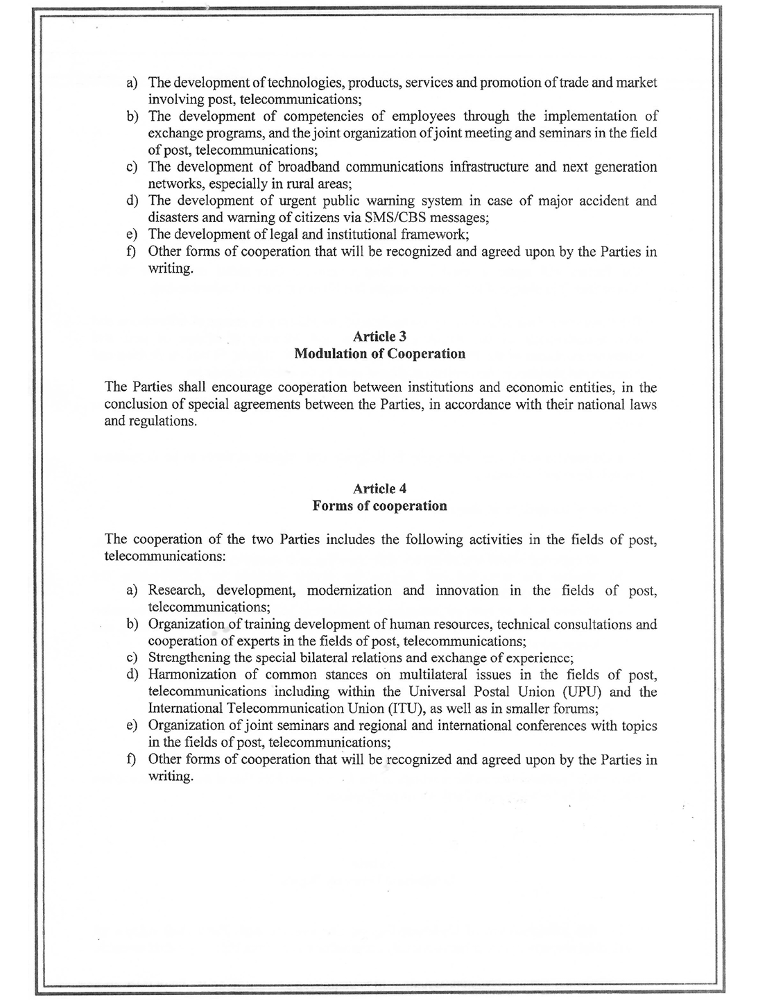 a) The development of technologies, products, services and promotion of trade and market
involving post, telecommunications;
b) The development of competencies of employees through the implementation of
exchange programs, and the joint organization of joint meeting and seminars in the field
of post, telecommunications;
c) The development of broadband communications infrastructure and next generation
networks, especially in rural areas;
d) The development of urgent public warning system in case of major accident and
disasters and warning of citizens via SMS/CBS messages;
e) The development of legal and institutional framework;
f) Other forms of cooperation that will be recognized and agreed upon by the Parties in
writing.
Article 3
Modulation of Cooperation
The Parties shall encourage cooperation between institutions and economic entities, in the
conclusion of special agreements between the Parties, in accordance with their national laws
and regulations.
Article 4
Forms of cooperation
The cooperation of the two Parties includes the following activities in the fields of post,
telecommunications:
a) Research, development, modernization and innovation in the fields of post,
telecommunications;
b) Organization of training development of human resources, technical consultations and
cooperation of experts in the fields of post, telecommunications;
c) Strengthening the special bilateral relations and exchange of experience;
d) Harmonization of common stances on multilateral issues in the fields of post,
telecommunications including within the Universal Postal Union (UPU) and the
International Telecommunication Union (ITU), as well as in smaller forums;
e) Organization of joint seminars and regional and international conferences with topics
in the fields of post, telecommunications;
f) Other forms of cooperation that will be recognized and agreed upon by the Parties in
writing.